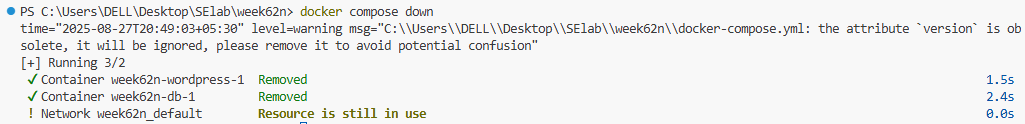 PS C:\Users\DELL\Desktop\SElab\week62n> docker compose down
time="2025-08-27T20:49:03+05:30" level=warning msg="C:\\Users\\DELL\\Desktop\\SElab\\week62n\\docker-compose.yml: the attribute `version` is ob
solete, it will be ignored, please remove it to avoid potential confusion"
[+] Running 3/2
✔ Container week62n-wordpress-1 Removed 1.5s
✔ Container week62n-db-1 Removed 2.4s
! Network week62n_default Resource is still in use 0.0s